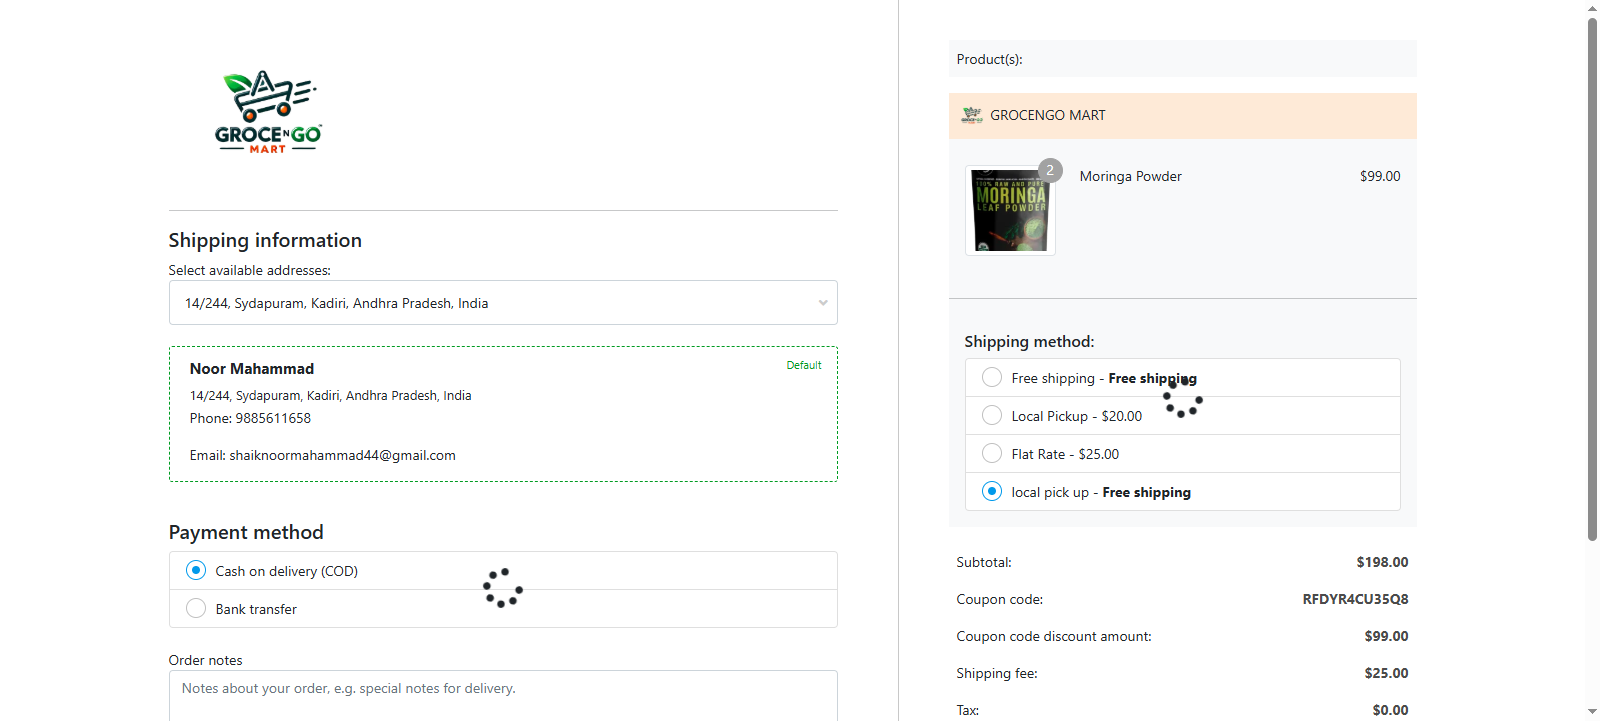 GROCENGO
MART
Shipping information
Select available addresses:
14/244, Sydapuram, Kadiri, Andhra Pradesh, India
Noor Mahammad
Default
14/244, Sydapuram, Kadiri, Andhra Pradesh, India
Phone: 9885611658
Email: shaiknoormahammad44@gmail.com
Payment method
Cash on delivery (COD)
Bank transfer
Order notes
Notes about your order, e.g. special notes for delivery.
Product(s):
GROCENGO MART
2
100% RAW AND PURE
MORINGA
LEAF POWDER
Moringa Powder
$99.00
Shipping method:
Free shipping - Free shipping
Local Pickup - $20.00
Flat Rate - $25.00
local pick up - Free shipping
Subtotal: $198.00
Coupon code: RFDYR4CU35Q8
Coupon code discount amount: $99.00
Shipping fee: $25.00
Tax: $0.00